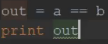 out = a == b
print out